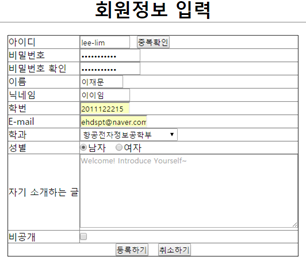 회원정보 입력
아이디 lee-lim 중복확인
비밀번호 •••••••••••
비밀번호 확인 •••••••••••
이름 이재문
닉네임 이이임
학번 2011122215
E-mail ehdspt@naver.com
학과 항공전자정보공학부
성별 남자 여자
자기 소개하는 글 Welcome! Introduce Yourself~
비공개
등록하기 취소하기